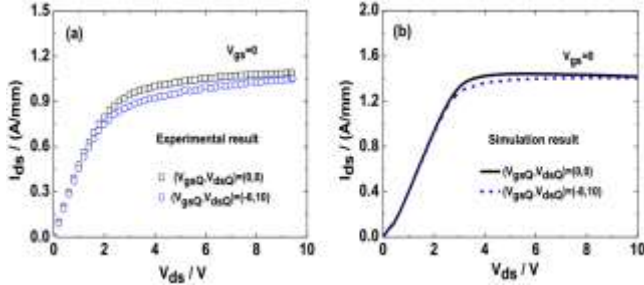 (a)
V_gs=0
Experimental result
(V_gsQ,V_dsQ)=(0,0)
(V_gsQ,V_dsQ)=(-6,10)
I_ds / (A/mm)
1.5
1.2
0.9
0.6
0.3
0.0
0 2 4 6 8 10
V_ds / V
(b)
V_gs=0
Simulation result
(V_gsQ,V_dsQ)=(0,0)
(V_gsQ,V_dsQ)=(-6,10)
I_ds / (A/mm)
2.0
1.6
1.2
0.8
0.4
0.0
0 2 4 6 8 10
V_ds / V